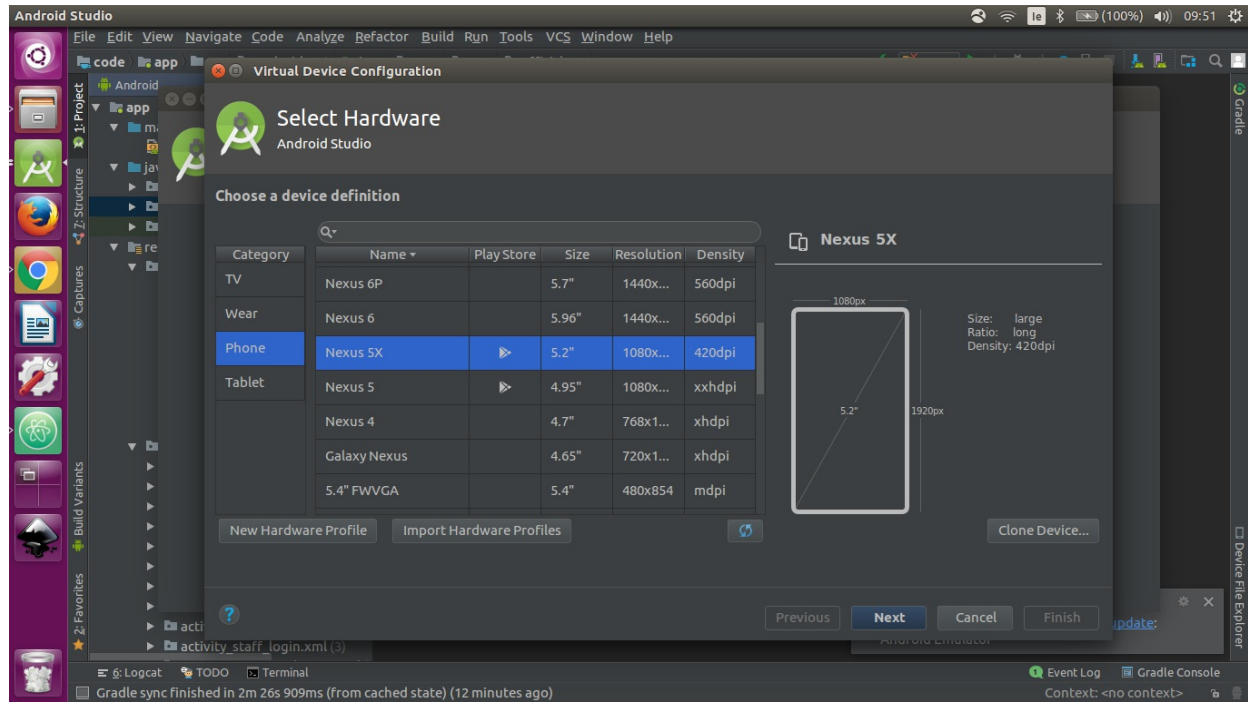 Android Studio
Ie (100%) 09:51
File Edit View Navigate Code Analyze Refactor Build Run Tools VCS Window Help
code app
Virtual Device Configuration
Android
app
Select Hardware
Android Studio
1: Project
Gradle
Choose a device definition
Z: Structure
Nexus 5X
Category Name Play Store Size Resolution Density
TV
Nexus 6P 5.7" 1440x... 560dpi
Wear
Nexus 6 5.96" 1440x... 560dpi
Phone
Nexus 5X 5.2" 1080x... 420dpi
Tablet
Nexus 5 4.95" 1080x... xxhdpi
Nexus 4 4.7" 768x1... xhdpi
Galaxy Nexus 4.65" 720x1... xhdpi
5.4" FWVGA 5.4" 480x854 mdpi
1080px
5.2"
1920px
Size: large
Ratio: long
Density: 420dpi
Captures
New Hardware Profile Import Hardware Profiles
Clone Device...
Build Variants
Device File Explorer
2: Favorites
?
Previous Next Cancel Finish
update:
Android Emulator
acti
activity_staff_login.xml (3)
6: Logcat TODO Terminal
1 Event Log Gradle Console
Gradle sync finished in 2m 26s 909ms (from cached state) (12 minutes ago)
Context: <no context>